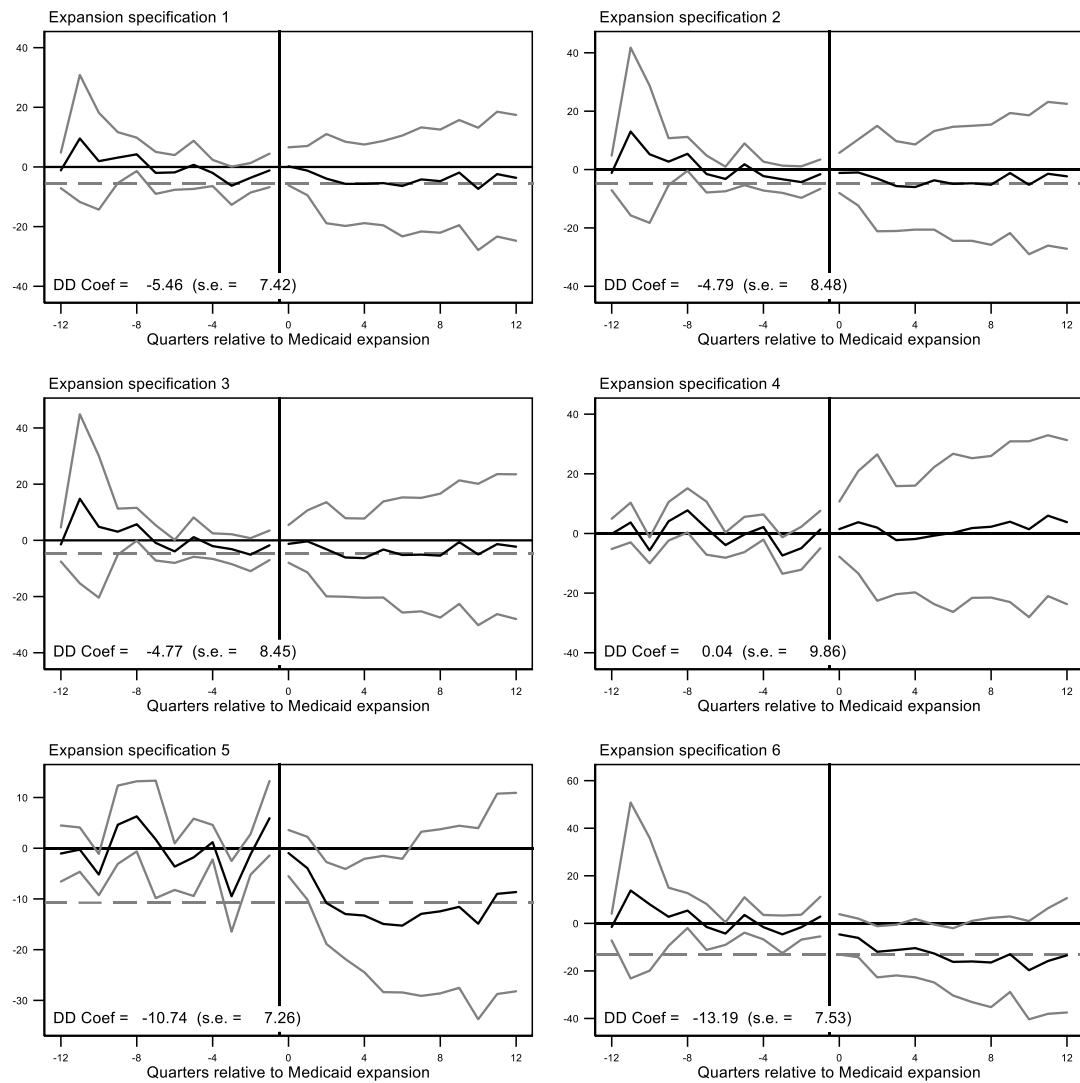 Expansion specification 1
40
20
0
-20
-40
DD Coef = -5.46 (s.e. = 7.42)
-12 -8 -4 0 4 8 12
Quarters relative to Medicaid expansion
Expansion specification 2
40
20
0
-20
-40
DD Coef = -4.79 (s.e. = 8.48)
-12 -8 -4 0 4 8 12
Quarters relative to Medicaid expansion
Expansion specification 3
40
20
0
-20
-40
DD Coef = -4.77 (s.e. = 8.45)
-12 -8 -4 0 4 8 12
Quarters relative to Medicaid expansion
Expansion specification 4
40
20
0
-20
-40
DD Coef = 0.04 (s.e. = 9.86)
-12 -8 -4 0 4 8 12
Quarters relative to Medicaid expansion
Expansion specification 5
10
0
-10
-20
-30
DD Coef = -10.74 (s.e. = 7.26)
-12 -8 -4 0 4 8 12
Quarters relative to Medicaid expansion
Expansion specification 6
60
40
20
0
-20
-40
DD Coef = -13.19 (s.e. = 7.53)
-12 -8 -4 0 4 8 12
Quarters relative to Medicaid expansion